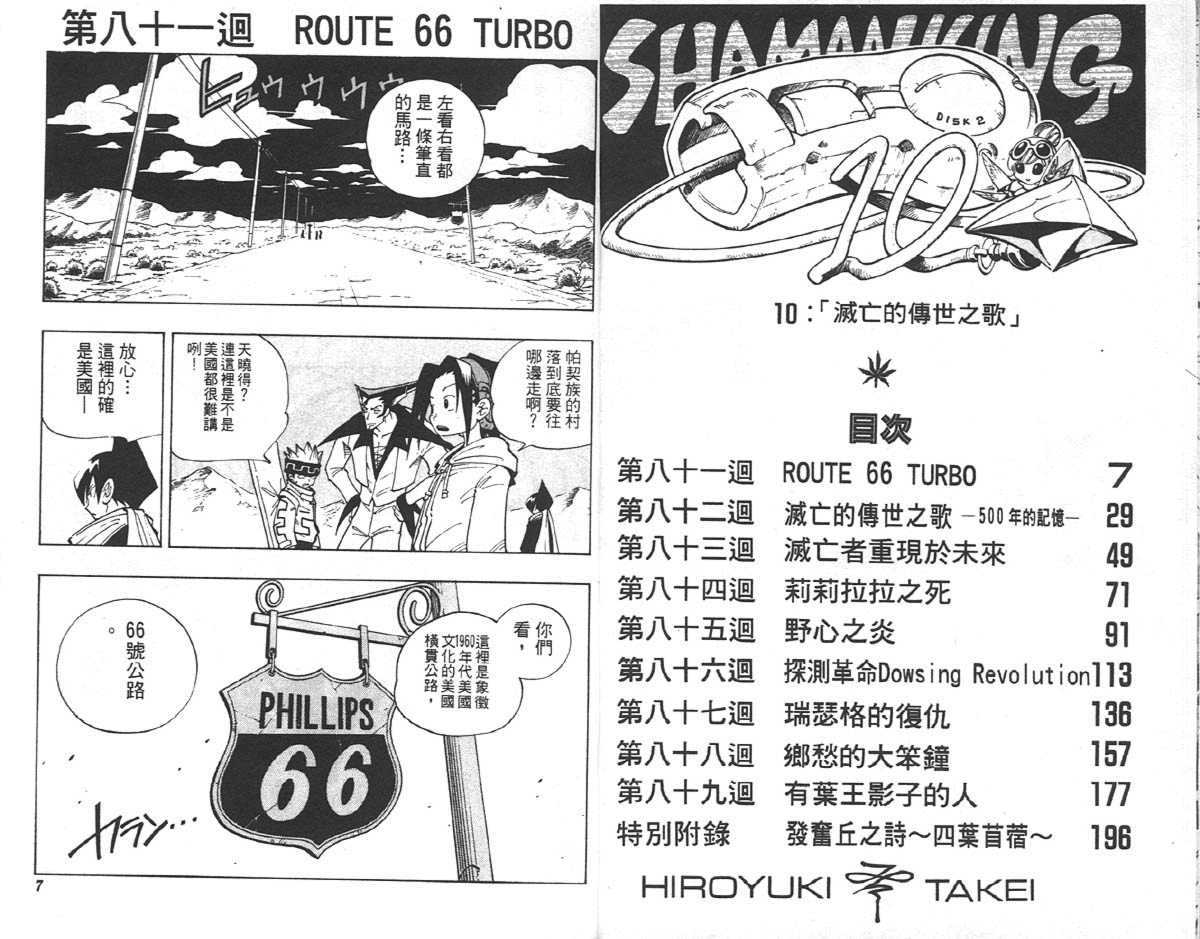 SHAMAN KING
DISK 2
10
10：「滅亡的傳世之歌」
目次
第八十一迴 ROUTE 66 TURBO 7
第八十二迴 滅亡的傳世之歌 —500年的記憶— 29
第八十三迴 滅亡者重現於未來 49
第八十四迴 莉莉拉拉之死 71
第八十五迴 野心之炎 91
第八十六迴 探測革命Dowsing Revolution 113
第八十七迴 瑞瑟格的復仇 136
第八十八迴 鄉愁的大笨鐘 157
第八十九迴 有葉王影子的人 177
特別附錄 發奮丘之詩～四葉苜蓿～ 196
HIROYUKI TAKEI
第八十一迴 ROUTE 66 TURBO
ヒュウウウウ
左看右看都
是一條筆直
的馬路…
帕契族的村
落到底要往
哪邊走啊？
天曉得？
連這裡是不是
美國都很難講
咧！
放心…
這裡的確
是美國—
你們
看，
這裡是象徵
1960年代美國
文化的美國
橫貫公路，
66號公路
。
PHILLIPS
66
カラン…
7